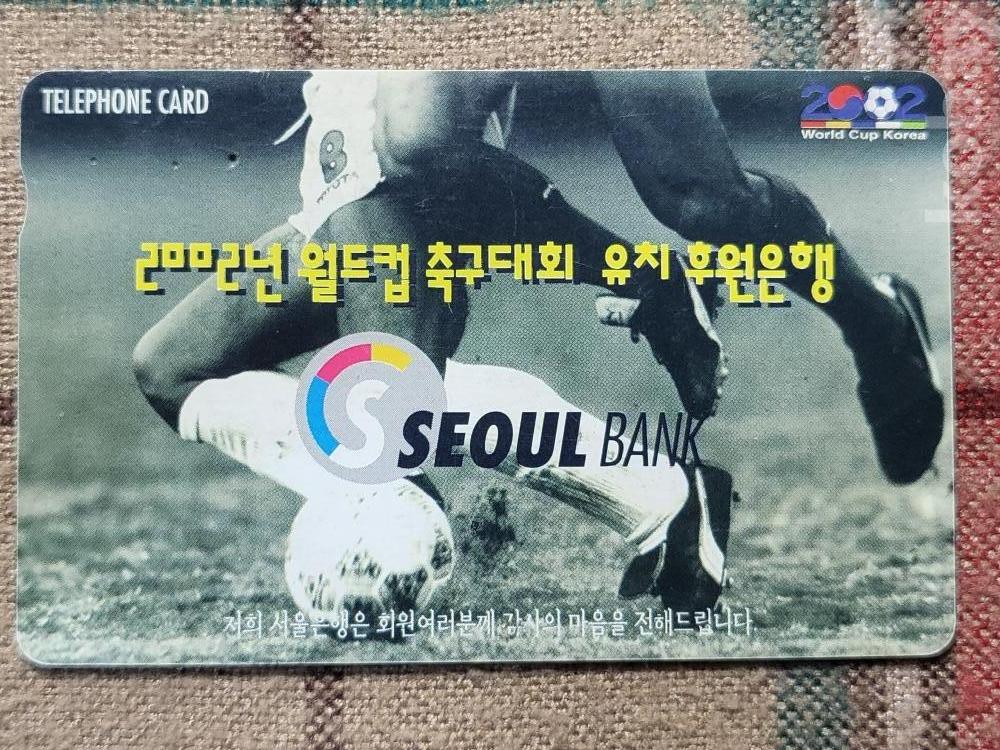 TELEPHONE CARD
2002
World Cup Korea
B
2002년 월드컵 축구대회 유치 후원은행
S SEOUL BANK
저희 서울은행은 회원여러분께 감사의 마음을 전해드립니다.